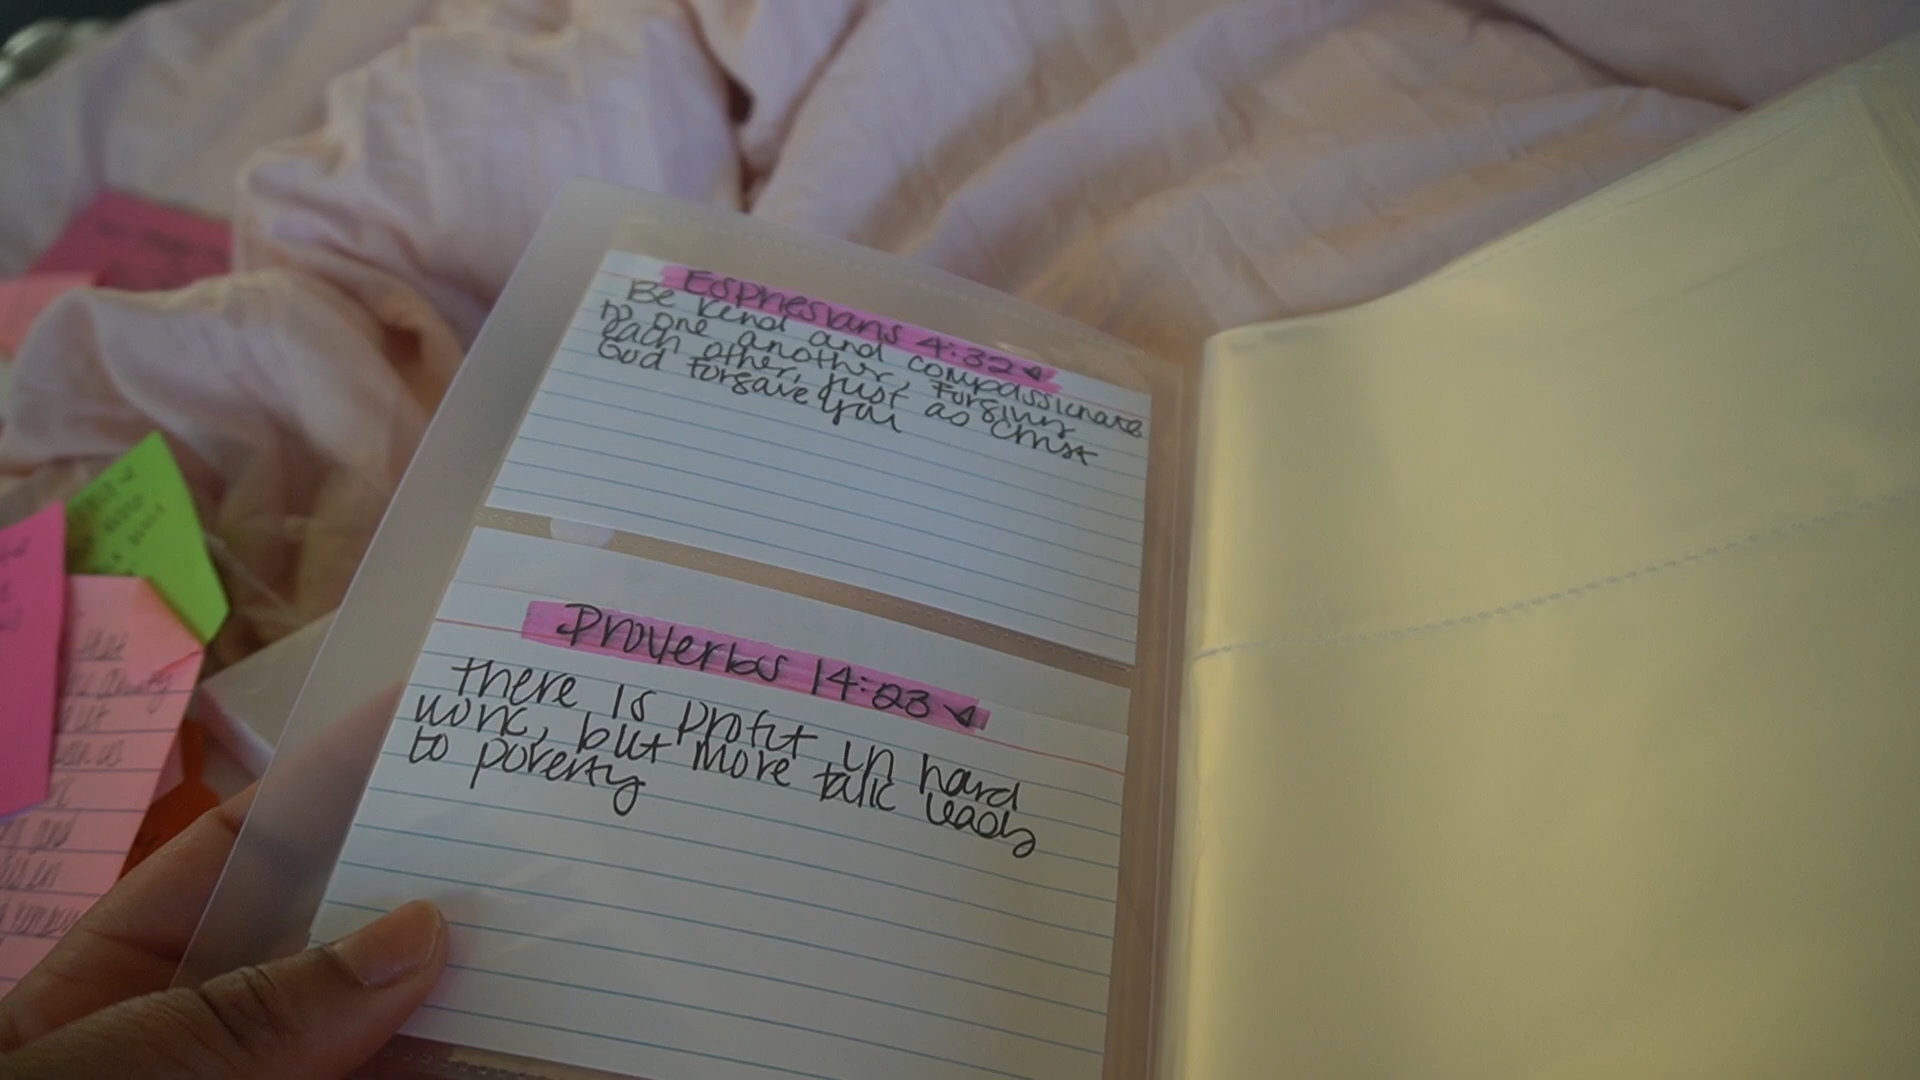 Esphesians 4:32
Be kind and compassionate
to one another, Forgiving
each other, just as Christ
God forgave you
Proverbs 14:23
there is profit in hard
work, but more talk leads
to poverty